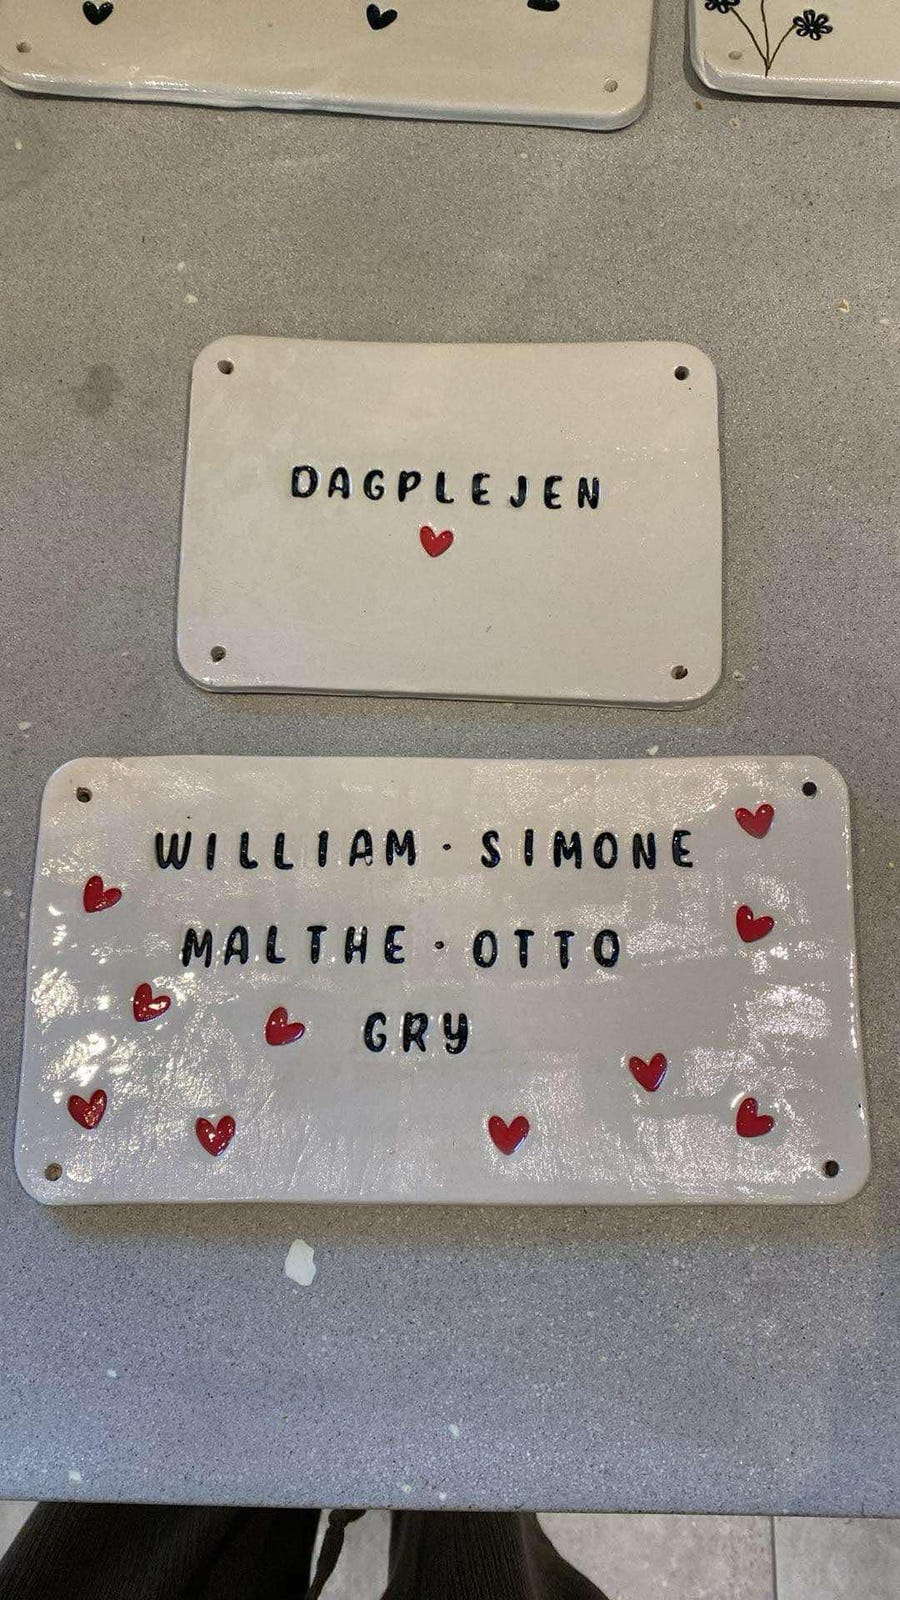 DAGPLEJEN
WILLIAM · SIMONE
MALTHE · OTTO
GRY